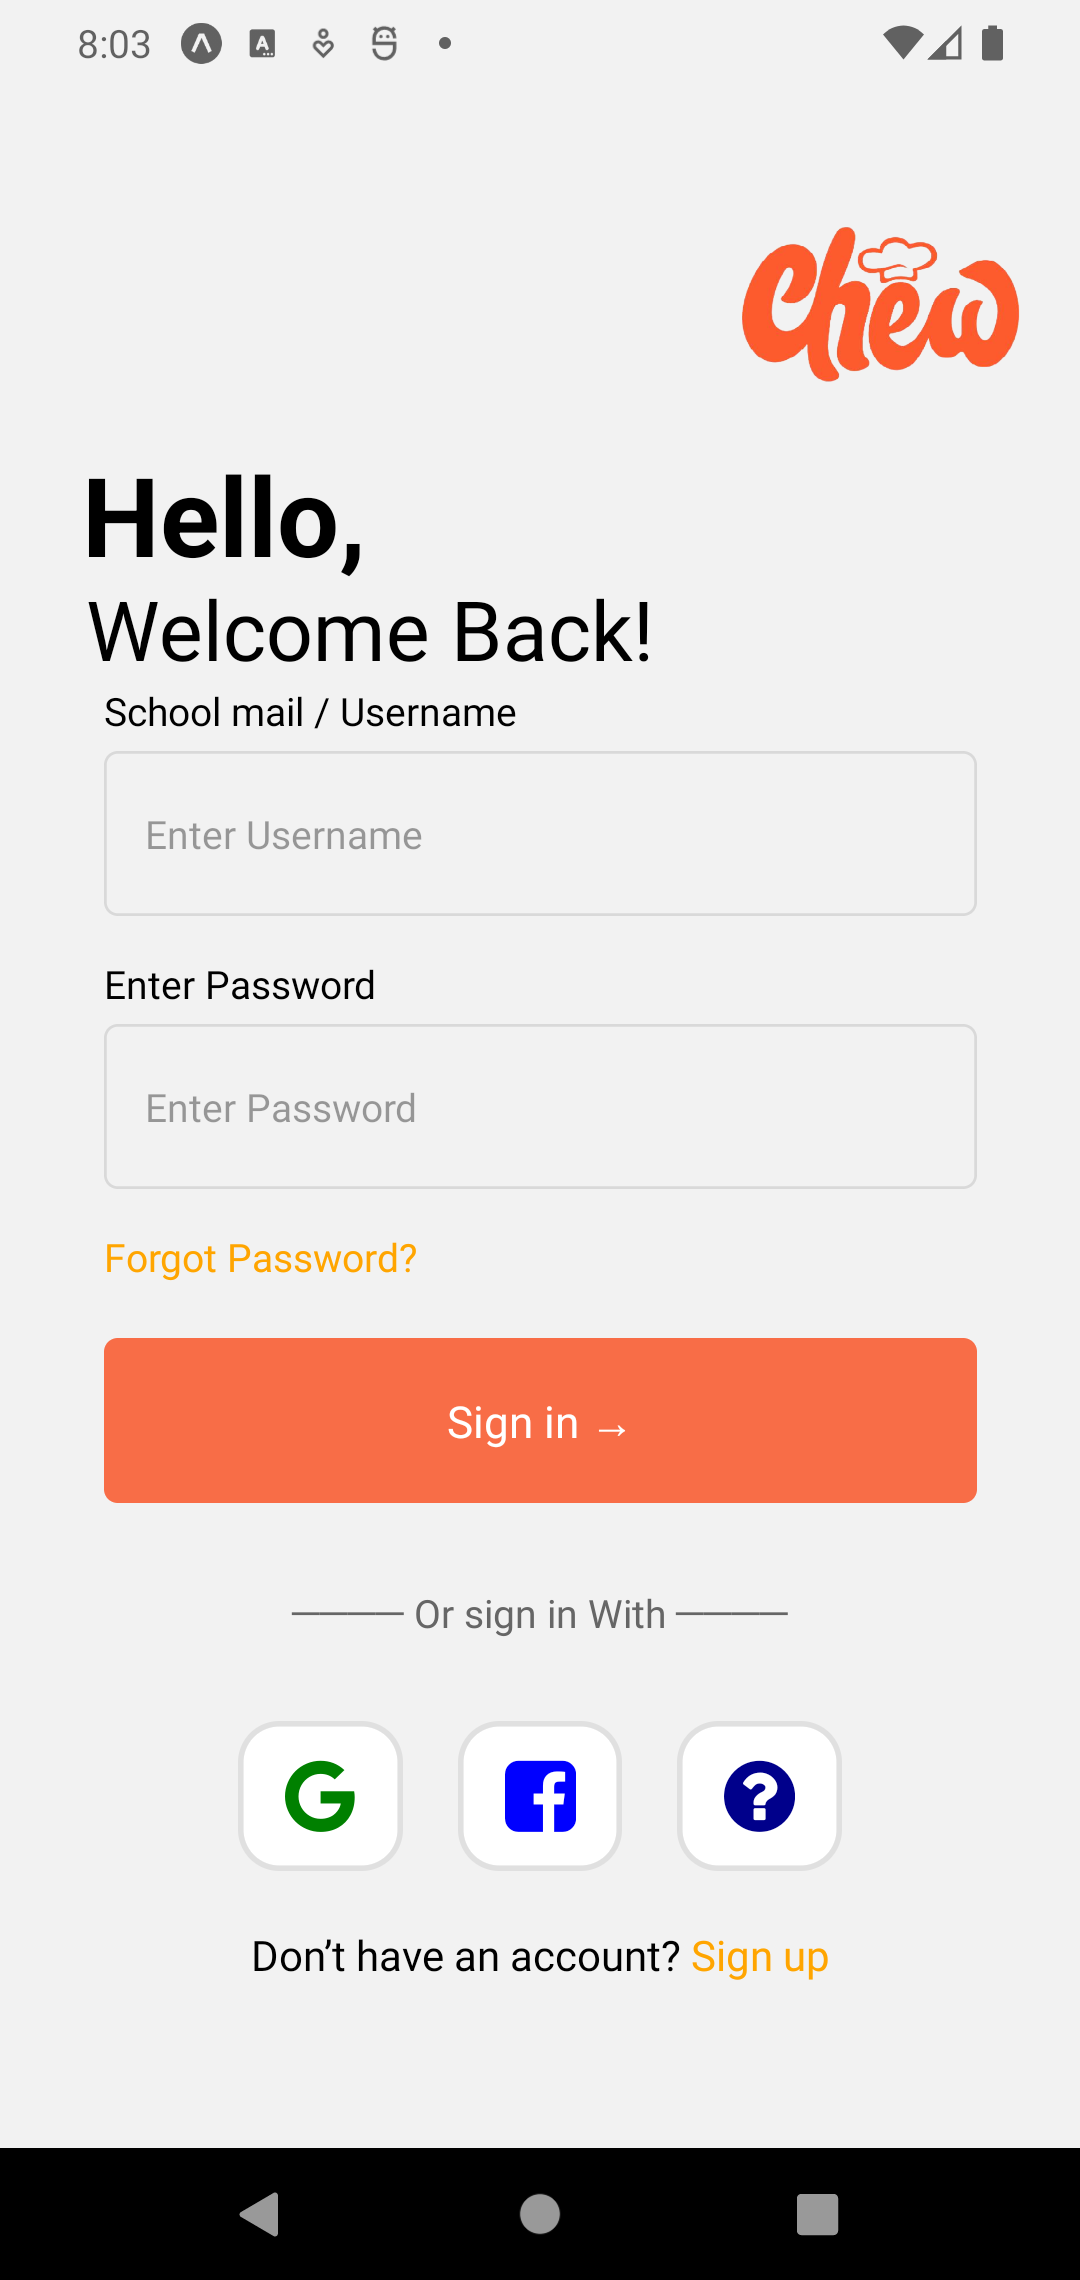 8:03
Chew
Hello,
Welcome Back!
School mail / Username
Enter Username
Enter Password
Enter Password
Forgot Password?
Sign in →
Or sign in With
Don’t have an account? Sign up